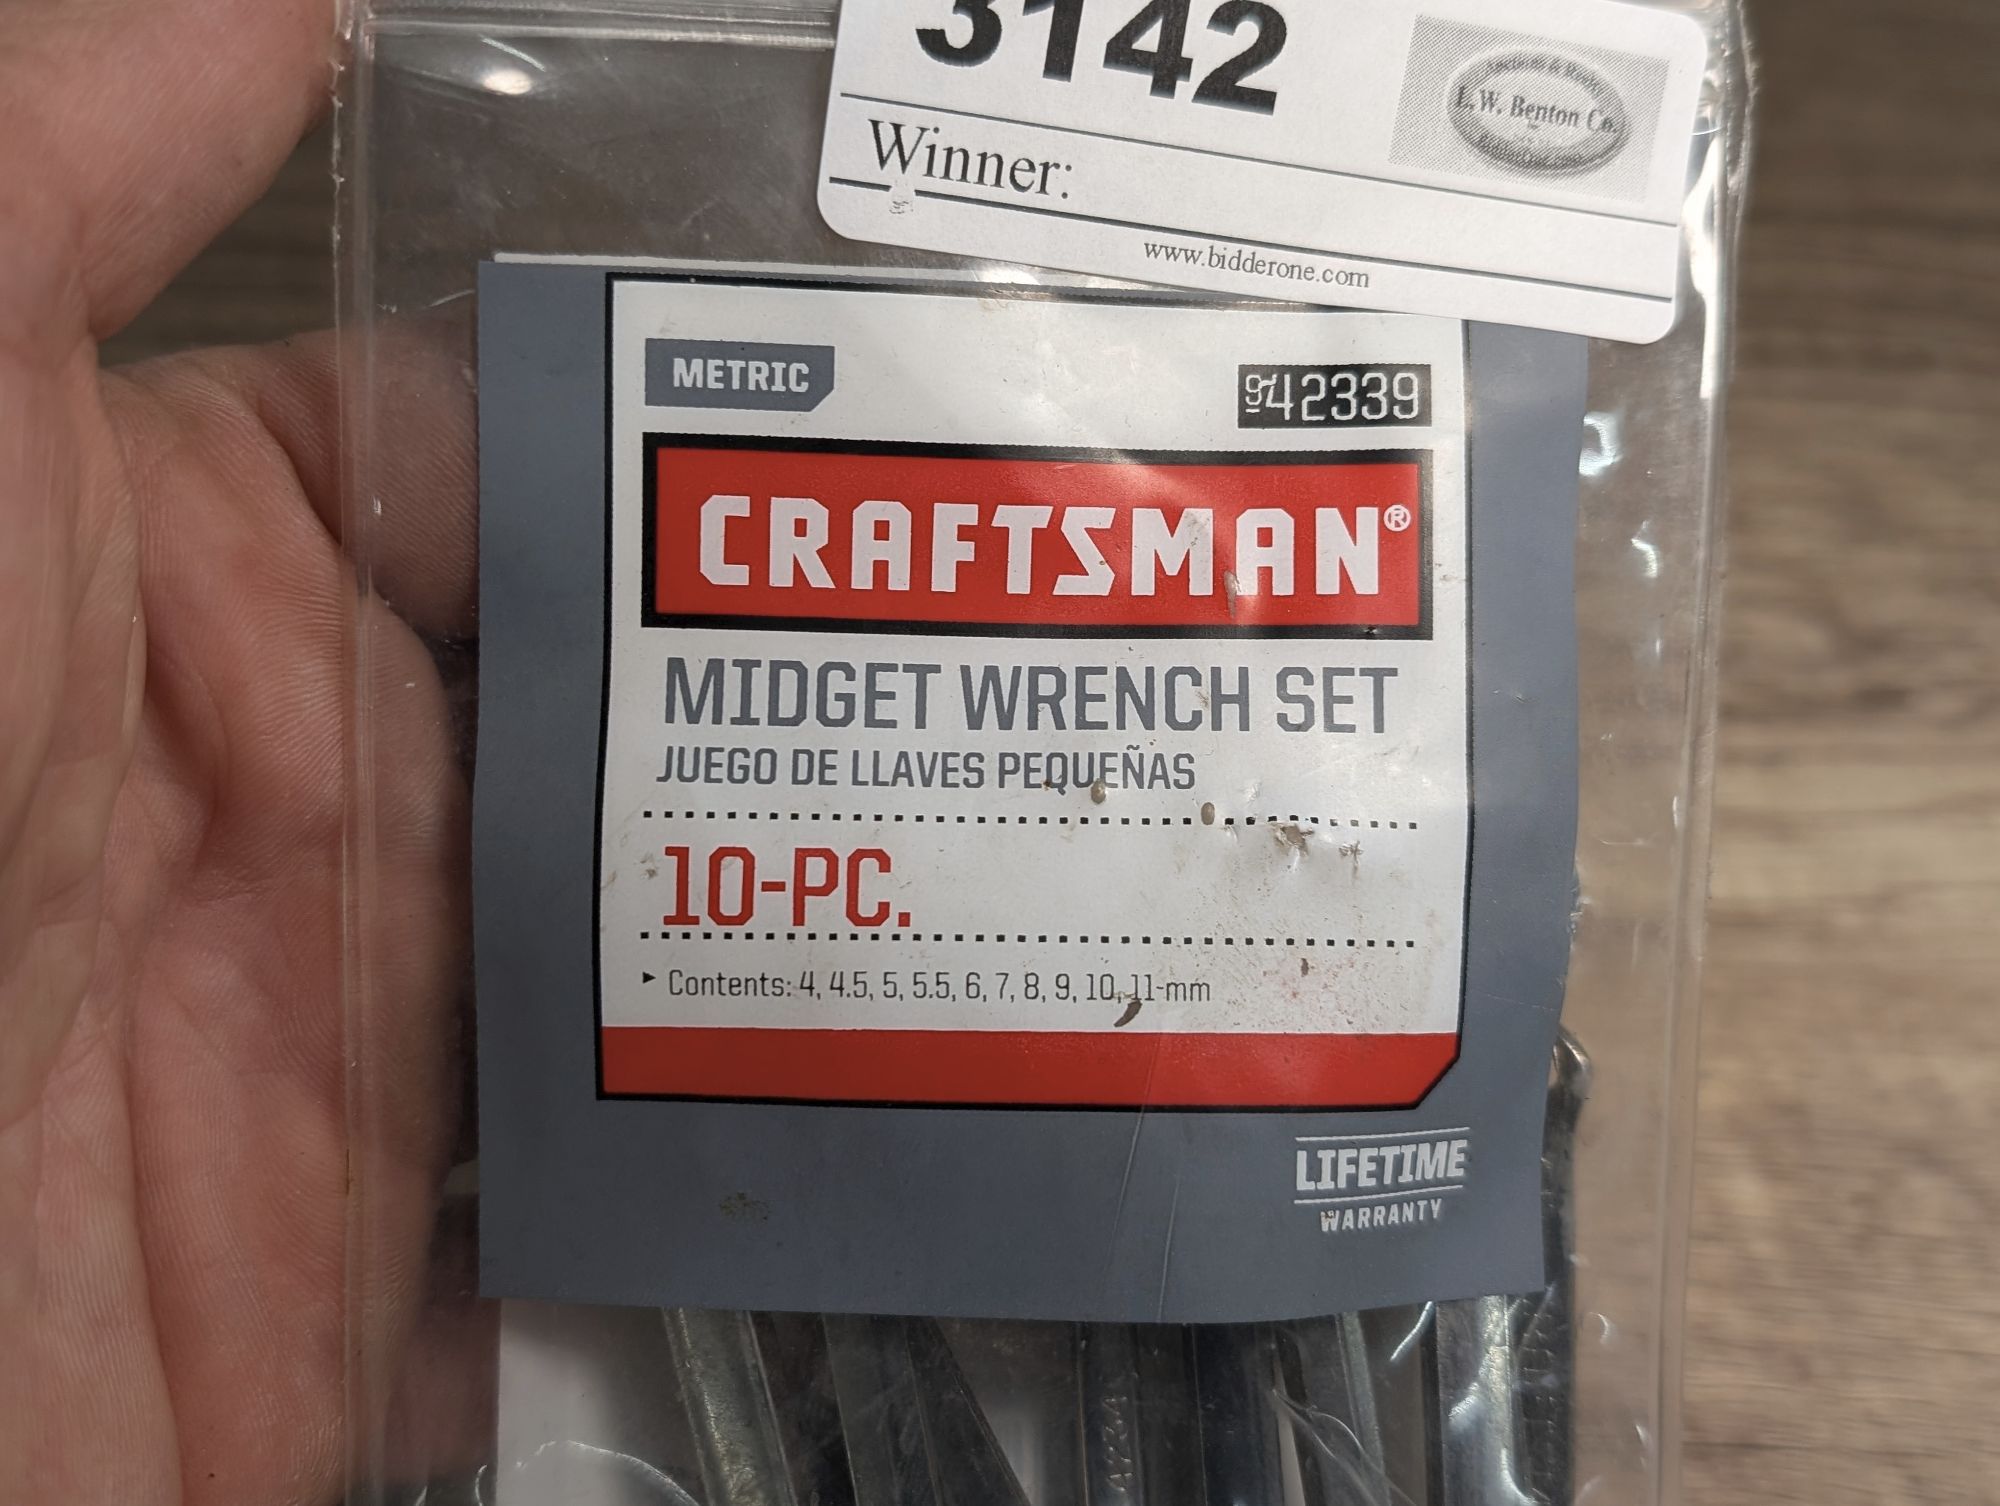 3142
L. W. Benton Co.
Winner:
www.bidderone.com
METRIC
942339
CRAFTSMAN®
MIDGET WRENCH SET
JUEGO DE LLAVES PEQUEÑAS
10-PC.
▸ Contents: 4, 4.5, 5, 5.5, 6, 7, 8, 9, 10, 11-mm
LIFETIME
WARRANTY